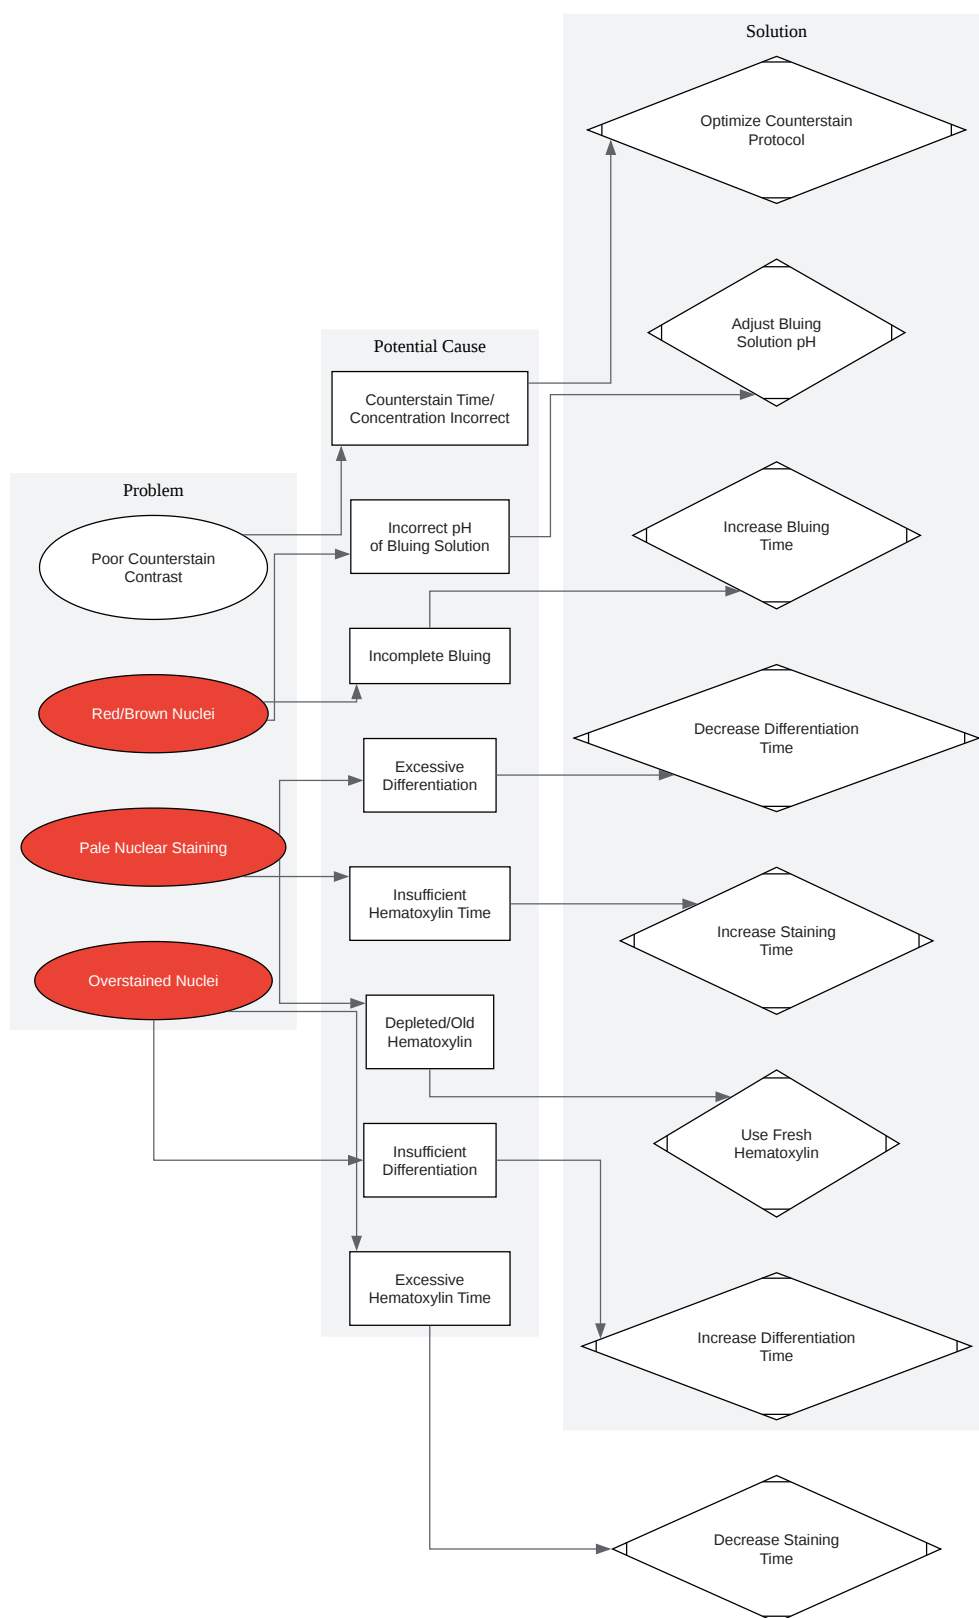 Solution
Optimize Counterstain
Protocol
Adjust Bluing
Solution pH
Increase Bluing
Time
Decrease Differentiation
Time
Increase Staining
Time
Use Fresh
Hematoxylin
Increase Differentiation
Time
Decrease Staining
Time
Potential Cause
Counterstain Time/
Concentration Incorrect
Incorrect pH
of Bluing Solution
Incomplete Bluing
Excessive
Differentiation
Insufficient
Hematoxylin Time
Depleted/Old
Hematoxylin
Insufficient
Differentiation
Excessive
Hematoxylin Time
Problem
Poor Counterstain
Contrast
Red/Brown Nuclei
Pale Nuclear Staining
Overstained Nuclei